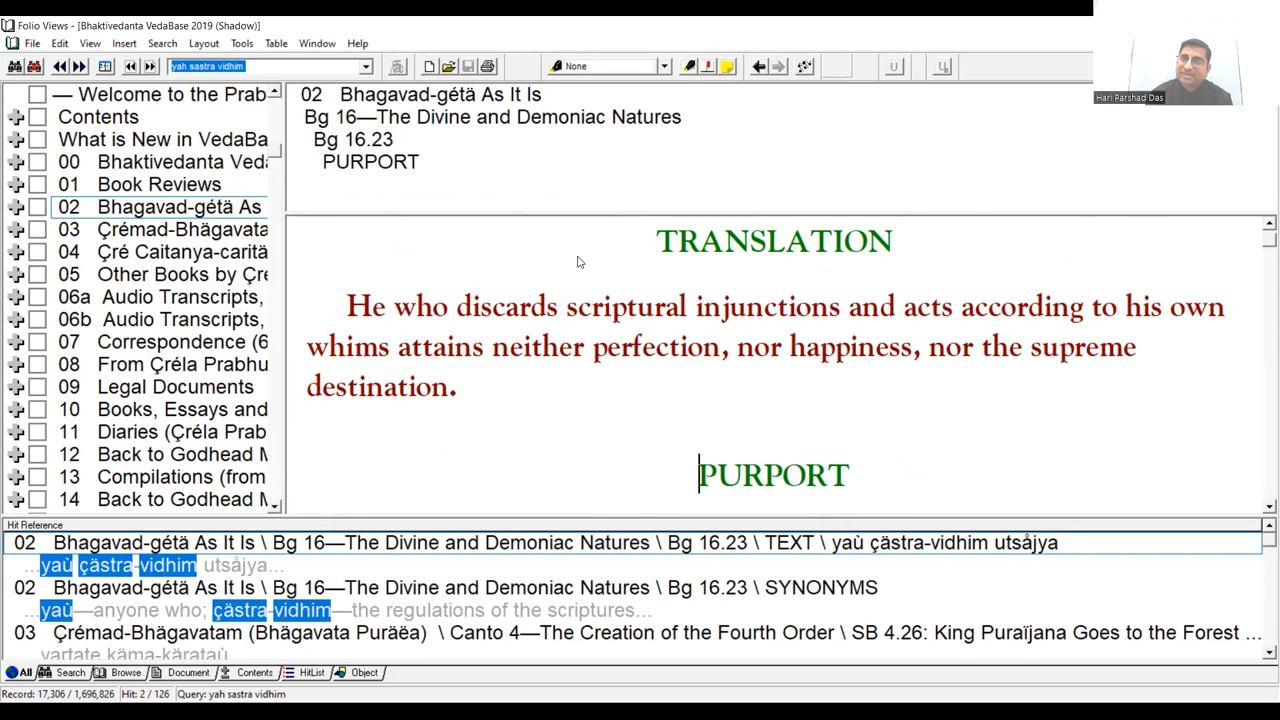 Folio Views - [Bhaktivedanta VedaBase 2019 (Shadow)]
File Edit View Insert Search Layout Tools Table Window Help
yah sastra vidhim
None
Hari Parshad Das
— Welcome to the Prab
Contents
What is New in VedaBa
00 Bhaktivedanta Veda
01 Book Reviews
02 Bhagavad-gétä As
03 Çrémad-Bhägavata
04 Çré Caitanya-caritä
05 Other Books by Çre
06a Audio Transcripts,
06b Audio Transcripts,
07 Correspondence (6
08 From Çréla Prabhu
09 Legal Documents
10 Books, Essays and
11 Diaries (Çréla Prab
12 Back to Godhead M
13 Compilations (from
14 Back to Godhead M
02 Bhagavad-gétä As It Is
Bg 16—The Divine and Demoniac Natures
Bg 16.23
PURPORT
TRANSLATION
He who discards scriptural injunctions and acts according to his own
whims attains neither perfection, nor happiness, nor the supreme
destination.
PURPORT
Hit Reference
02 Bhagavad-gétä As It Is \ Bg 16—The Divine and Demoniac Natures \ Bg 16.23 \ TEXT \ yaù çästra-vidhim utsåjya
...yaù çästra-vidhim utsåjya...
02 Bhagavad-gétä As It Is \ Bg 16—The Divine and Demoniac Natures \ Bg 16.23 \ SYNONYMS
...yaù—anyone who; çästra-vidhim—the regulations of the scriptures...
03 Çrémad-Bhägavatam (Bhägavata Puräëa) \ Canto 4—The Creation of the Fourth Order \ SB 4.26: King Puraïjana Goes to the Forest ...
vartate käma-kärataù
All Search Browse Document Contents HitList Object
Record: 17,306 / 1,696,826 Hit: 2 / 126 Query: yah sastra vidhim